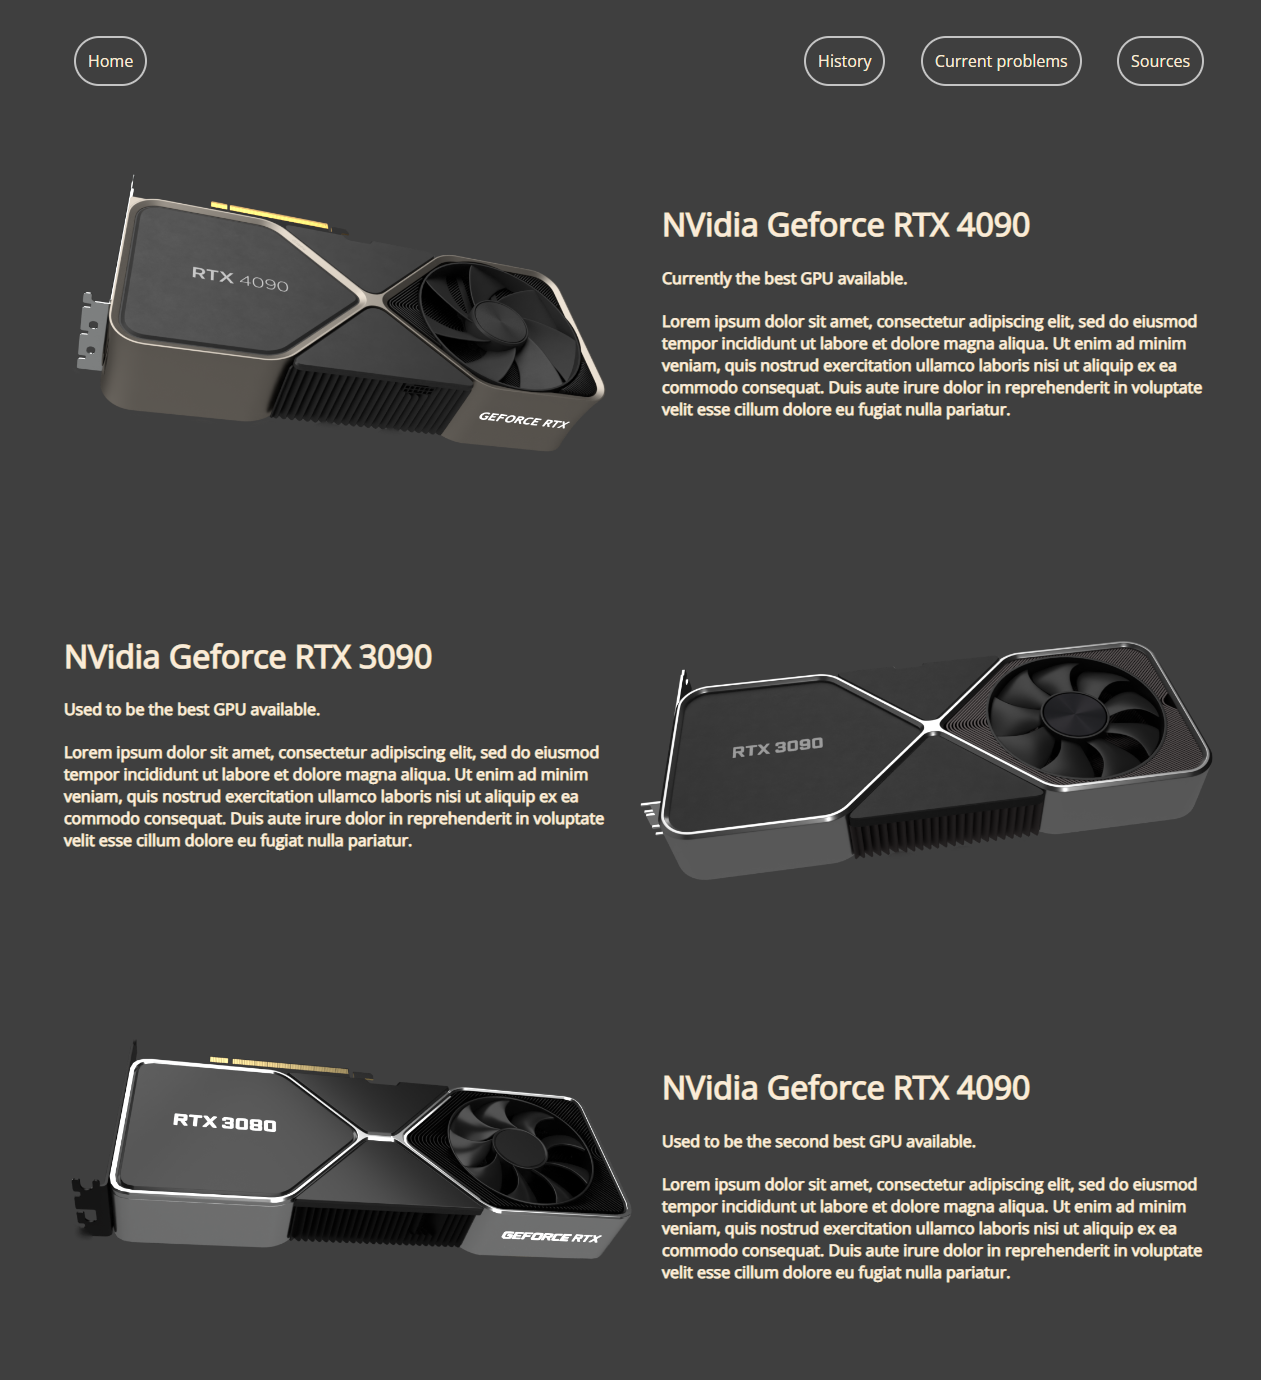 Home
History
Current problems
Sources
RTX 4090
GEFORCE RTX
NVidia Geforce RTX 4090
Currently the best GPU available.
Lorem ipsum dolor sit amet, consectetur adipiscing elit, sed do eiusmod
tempor incididunt ut labore et dolore magna aliqua. Ut enim ad minim
veniam, quis nostrud exercitation ullamco laboris nisi ut aliquip ex ea
commodo consequat. Duis aute irure dolor in reprehenderit in voluptate
velit esse cillum dolore eu fugiat nulla pariatur.
NVidia Geforce RTX 3090
Used to be the best GPU available.
Lorem ipsum dolor sit amet, consectetur adipiscing elit, sed do eiusmod
tempor incididunt ut labore et dolore magna aliqua. Ut enim ad minim
veniam, quis nostrud exercitation ullamco laboris nisi ut aliquip ex ea
commodo consequat. Duis aute irure dolor in reprehenderit in voluptate
velit esse cillum dolore eu fugiat nulla pariatur.
RTX 3090
RTX 3080
GEFORCE RTX
NVidia Geforce RTX 4090
Used to be the second best GPU available.
Lorem ipsum dolor sit amet, consectetur adipiscing elit, sed do eiusmod
tempor incididunt ut labore et dolore magna aliqua. Ut enim ad minim
veniam, quis nostrud exercitation ullamco laboris nisi ut aliquip ex ea
commodo consequat. Duis aute irure dolor in reprehenderit in voluptate
velit esse cillum dolore eu fugiat nulla pariatur.